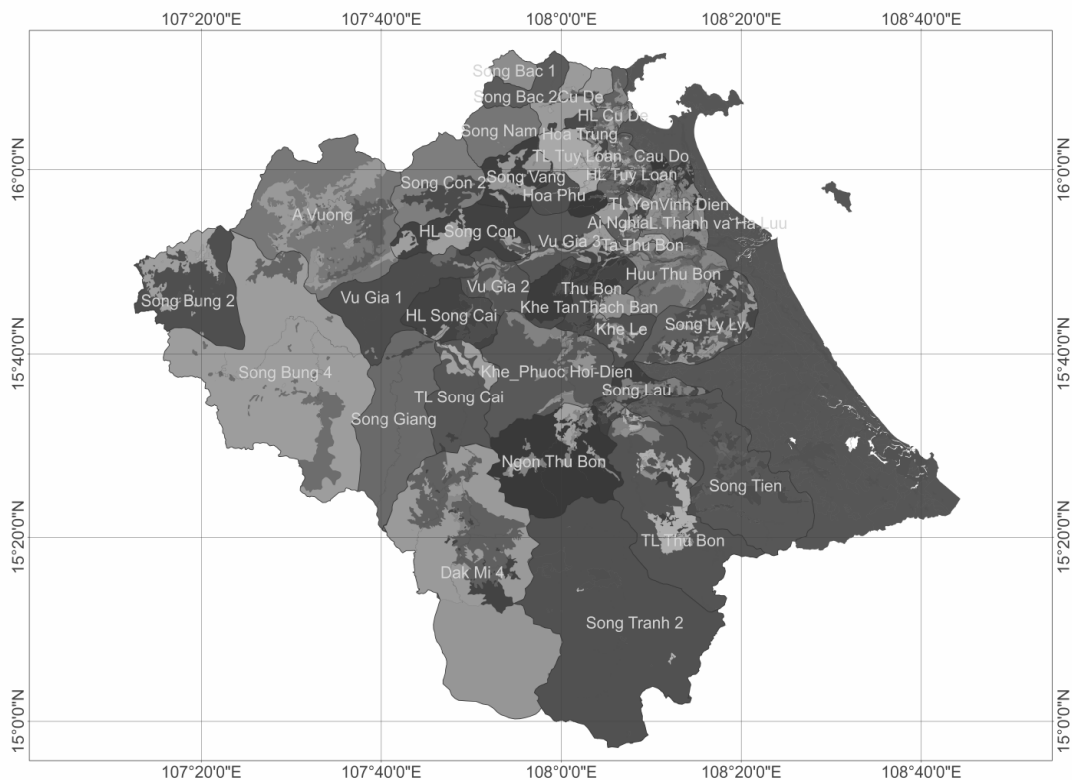 107°20'0"E 107°40'0"E 108°0'0"E 108°20'0"E 108°40'0"E
Song Bac 1
Song Bac 2
Cu De
HL Cu De
Song Nam
Hoa Trung
TL Tuy Loan
Cau Do
16°0'0"N
16°0'0"N
Song Con 2
Song Vang
HL Tuy Loan
Hoa Phu
A Vuong
TL Yen
Vinh Dien
Ai Nghia
L.Thanh va Ha Luu
HL Song Con
Vu Gia 3
Ta Thu Bon
Huu Thu Bon
Song Bung 2
Vu Gia 1
Vu Gia 2
Thu Bon
Khe Tan
Thach Ban
HL Song Cai
Khe Le
Song Ly Ly
15°40'0"N
15°40'0"N
Song Bung 4
Khe_Phuoc Hoi-Dien
Song Lau
TL Song Cai
Song Giang
Ngon Thu Bon
Song Tien
15°20'0"N
15°20'0"N
TL Thu Bon
Dak Mi 4
Song Tranh 2
15°0'0"N
15°0'0"N
107°20'0"E 107°40'0"E 108°0'0"E 108°20'0"E 108°40'0"E